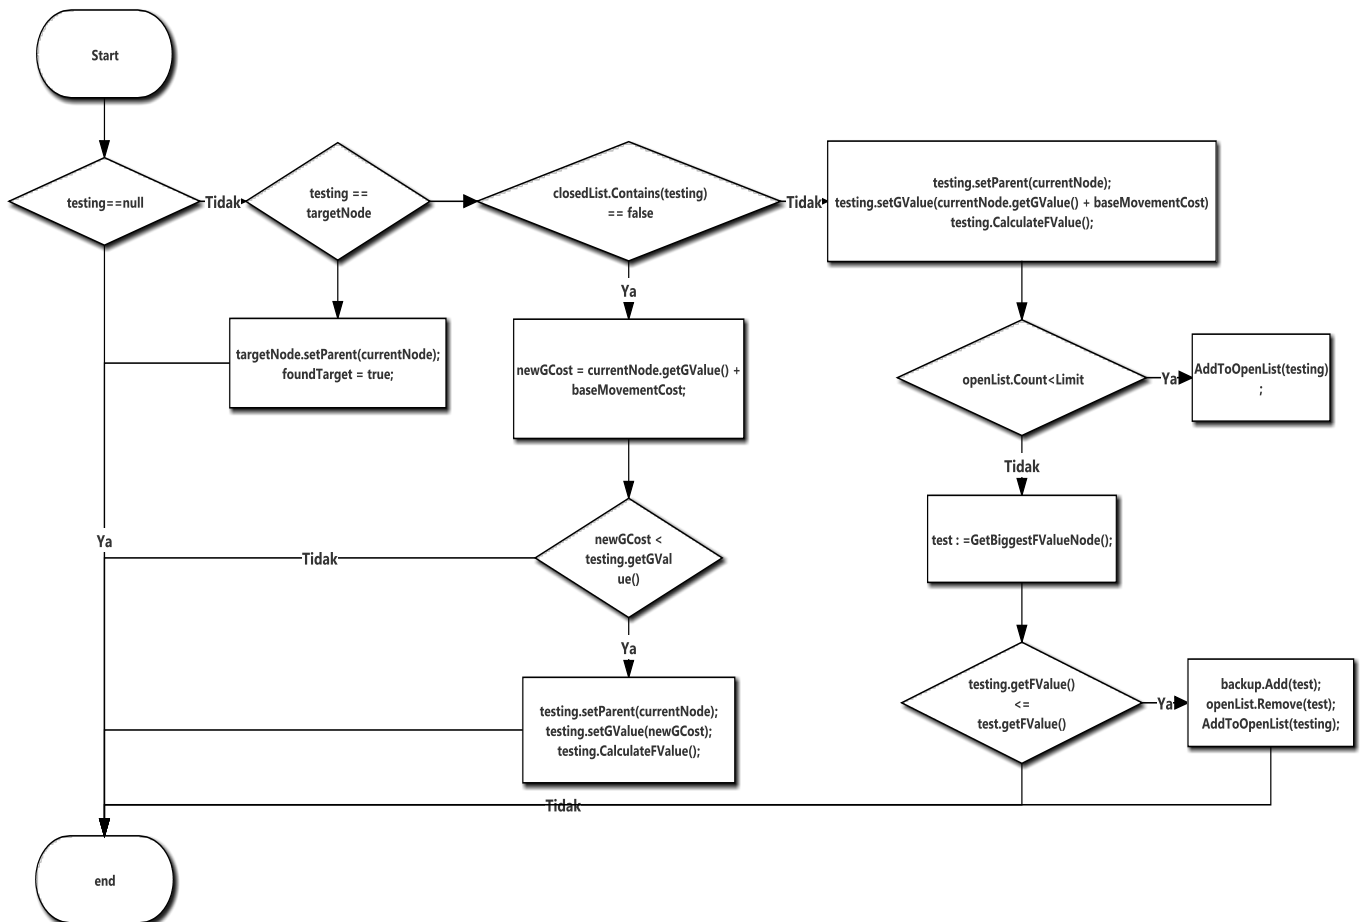 Start
testing==null
Tidak
testing ==
targetNode
closedList.Contains(testing)
== false
Tidak
testing.setParent(currentNode);
testing.setGValue(currentNode.getGValue() + baseMovementCost)
testing.CalculateFValue();
Ya
targetNode.setParent(currentNode);
foundTarget = true;
newGCost = currentNode.getGValue() +
baseMovementCost;
openList.Count<Limit
Ya
AddToOpenList(testing)
;
Tidak
Ya
Tidak
newGCost <
testing.getGVal
ue()
test : =GetBiggestFValueNode();
Ya
testing.setParent(currentNode);
testing.setGValue(newGCost);
testing.CalculateFValue();
testing.getFValue()
<=
test.getFValue()
Ya
backup.Add(test);
openList.Remove(test);
AddToOpenList(testing);
Tidak
end